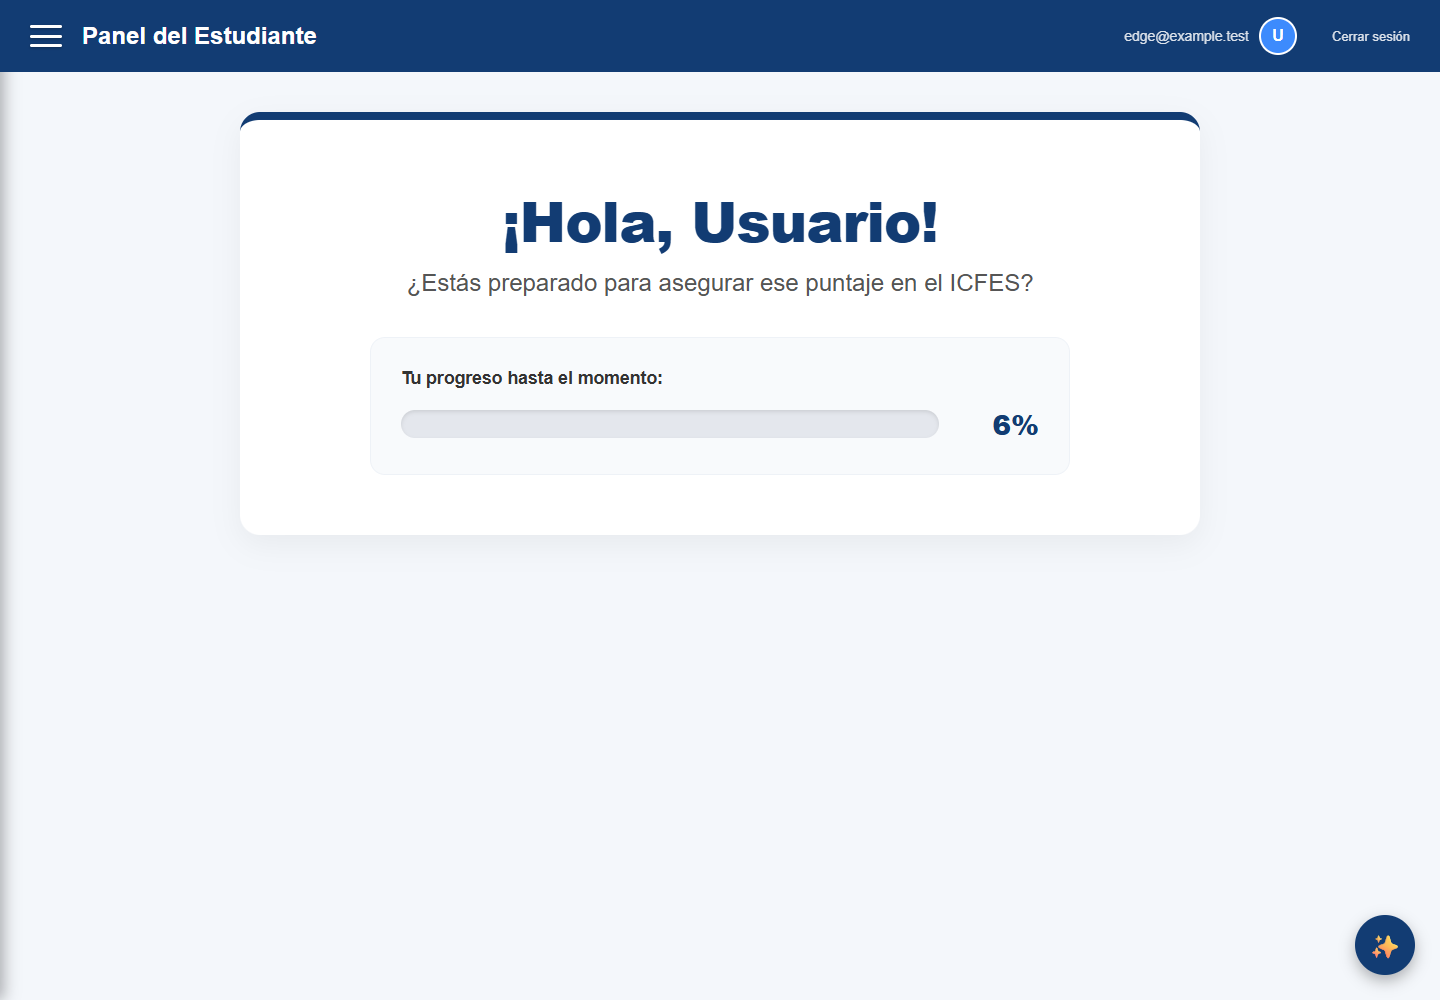 Panel del Estudiante
edge@example.test
U
Cerrar sesión
¡Hola, Usuario!
¿Estás preparado para asegurar ese puntaje en el ICFES?
Tu progreso hasta el momento:
6%